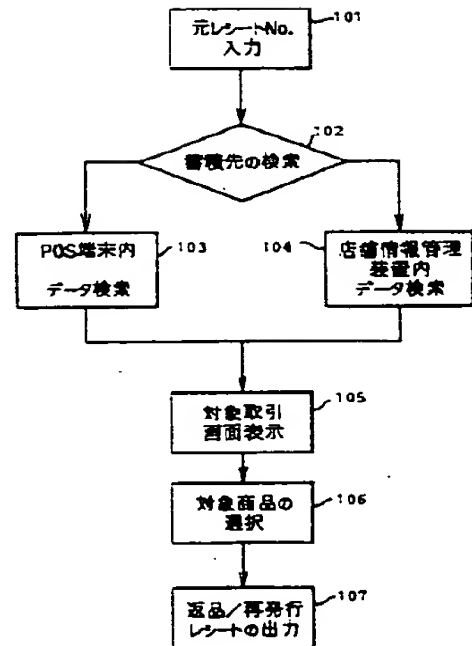 101
元レシートNo.
入力
102
蓄積先の検索
103
POS端末内
データ検索
104
店舗情報管理
装置内
データ検索
105
対象取引
画面表示
106
対象商品の
選択
107
返品/再発行
レシートの出力